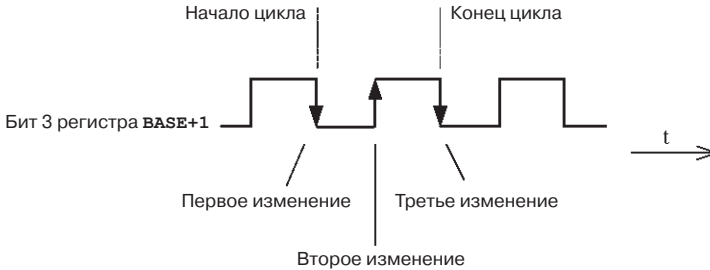 Начало цикла
Конец цикла
Бит 3 регистра BASE+1
t
Первое изменение
Третье изменение
Второе изменение